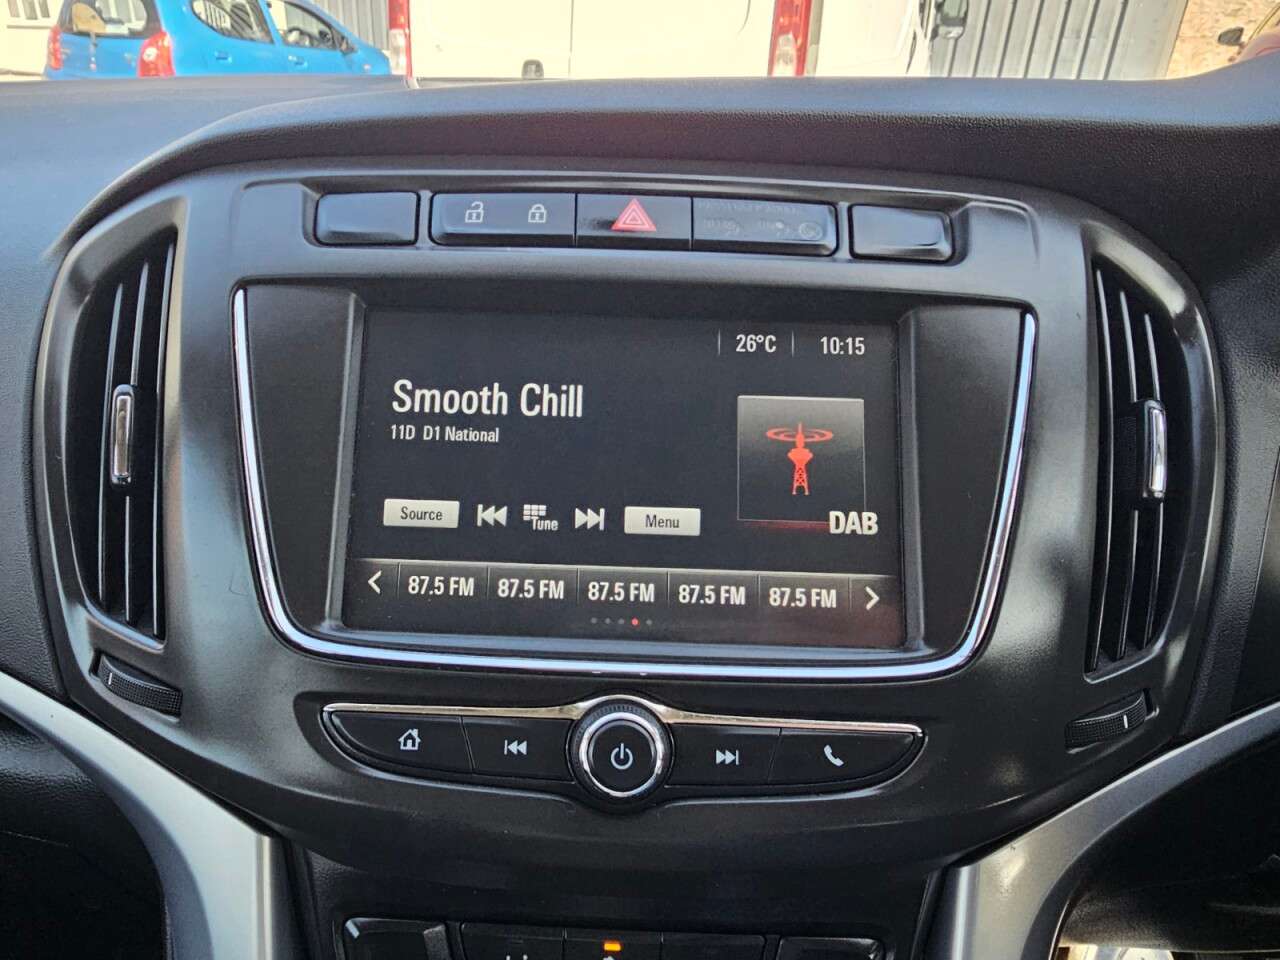 26°C 10:15
Smooth Chill
11D D1 National
Source Tune Menu
DAB
87.5 FM 87.5 FM 87.5 FM 87.5 FM 87.5 FM